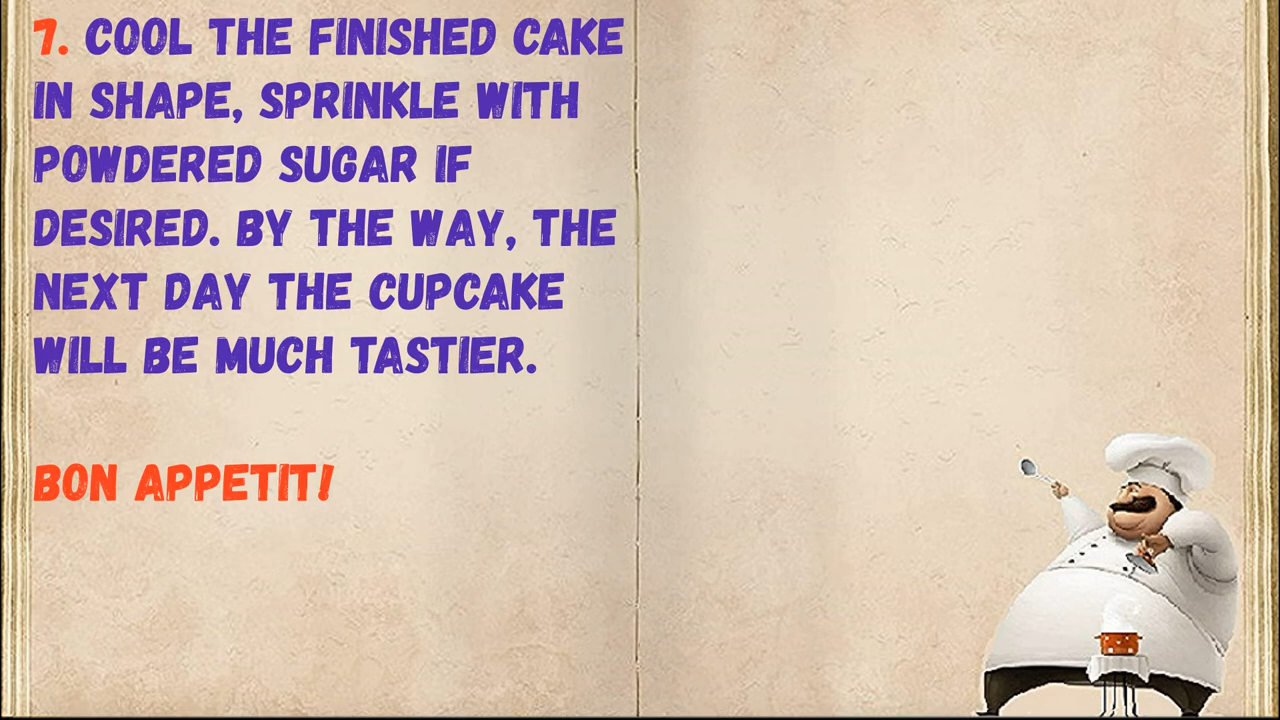 7. COOL THE FINISHED CAKE
IN SHAPE, SPRINKLE WITH
POWDERED SUGAR IF
DESIRED. BY THE WAY, THE
NEXT DAY THE CUPCAKE
WILL BE MUCH TASTIER.
BON APPETIT!